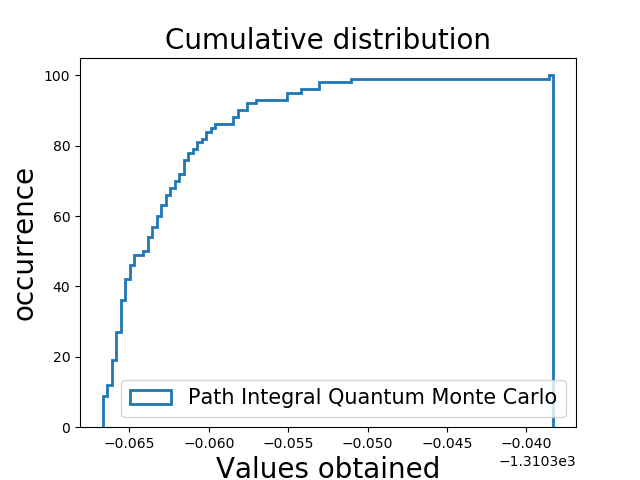 Cumulative distribution
100
80
60
40
20
0
occurrence
Path Integral Quantum Monte Carlo
−0.065 −0.060 −0.055 −0.050 −0.045 −0.040
−1.3103e3
Values obtained